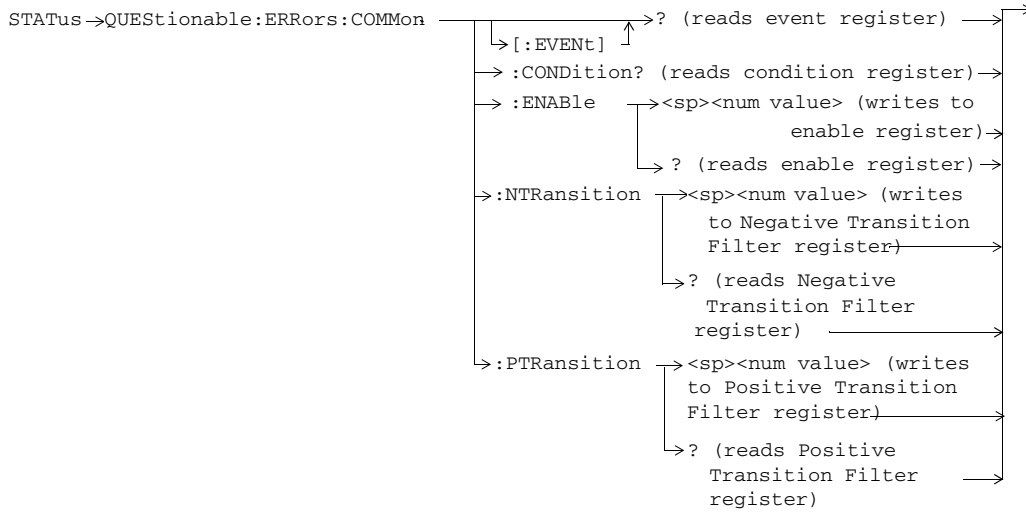 STATus QUEStionable:ERRors:COMMon ? (reads event register)
[:EVENt]
:CONDition? (reads condition register)
:ENABle <sp><num value> (writes to
enable register)
? (reads enable register)
:NTRansition <sp><num value> (writes
to Negative Transition
Filter register)
? (reads Negative
Transition Filter
register)
:PTRansition <sp><num value> (writes
to Positive Transition
Filter register)
? (reads Positive
Transition Filter
register)